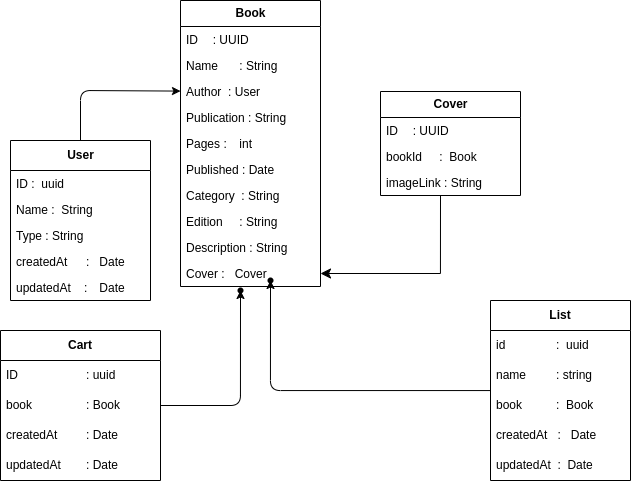 Book
ID : UUID
Name : String
Author : User
Publication : String
Pages : int
Published : Date
Category : String
Edition : String
Description : String
Cover : Cover
Cover
ID : UUID
bookId : Book
imageLink : String
User
ID : uuid
Name : String
Type : String
createdAt : Date
updatedAt : Date
Cart
ID : uuid
book : Book
createdAt : Date
updatedAt : Date
List
id : uuid
name : string
book : Book
createdAt : Date
updatedAt : Date